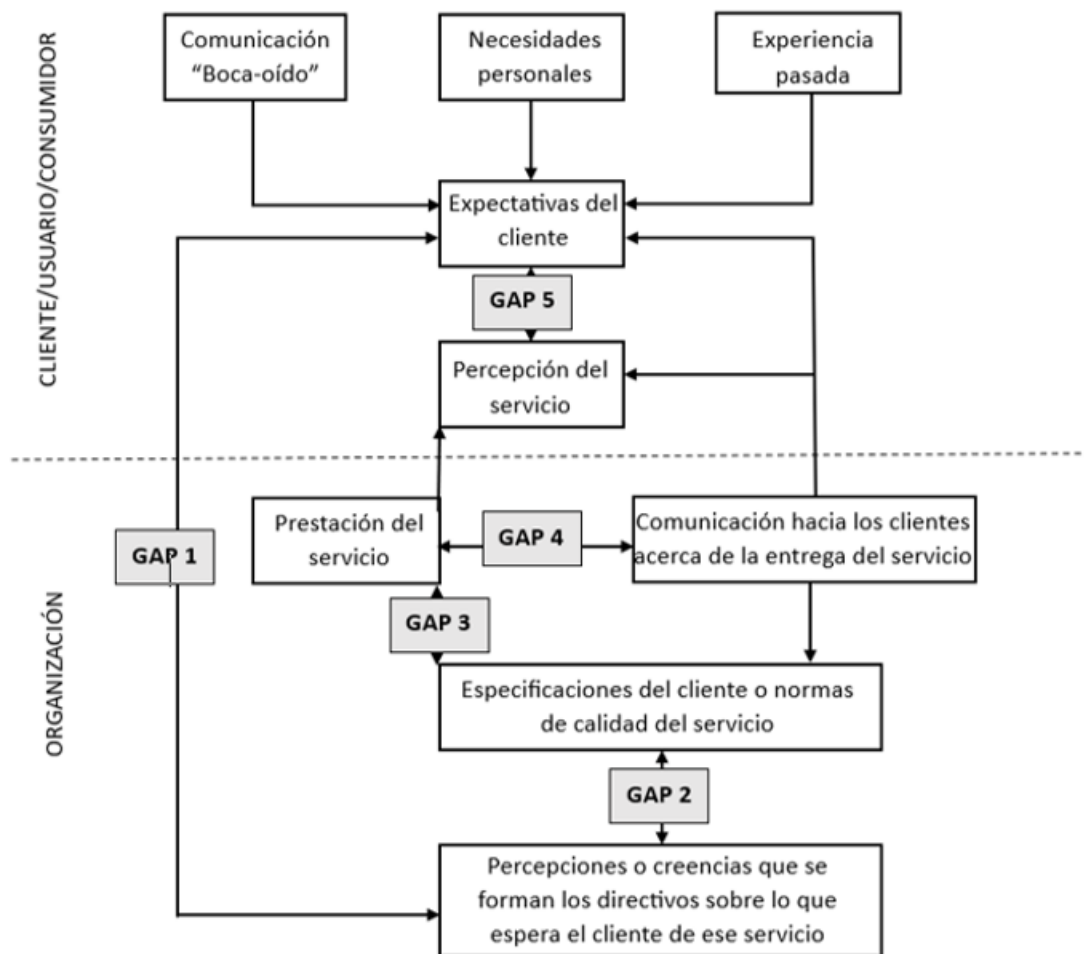 CLIENTE/USUARIO/CONSUMIDOR
Comunicación
“Boca-oído”
Necesidades
personales
Experiencia
pasada
Expectativas del
cliente
GAP 5
Percepción del
servicio
ORGANIZACIÓN
GAP 1
Prestación del
servicio
GAP 4
Comunicación hacia los clientes
acerca de la entrega del servicio
GAP 3
Especificaciones del cliente o normas
de calidad del servicio
GAP 2
Percepciones o creencias que se
forman los directivos sobre lo que
espera el cliente de ese servicio